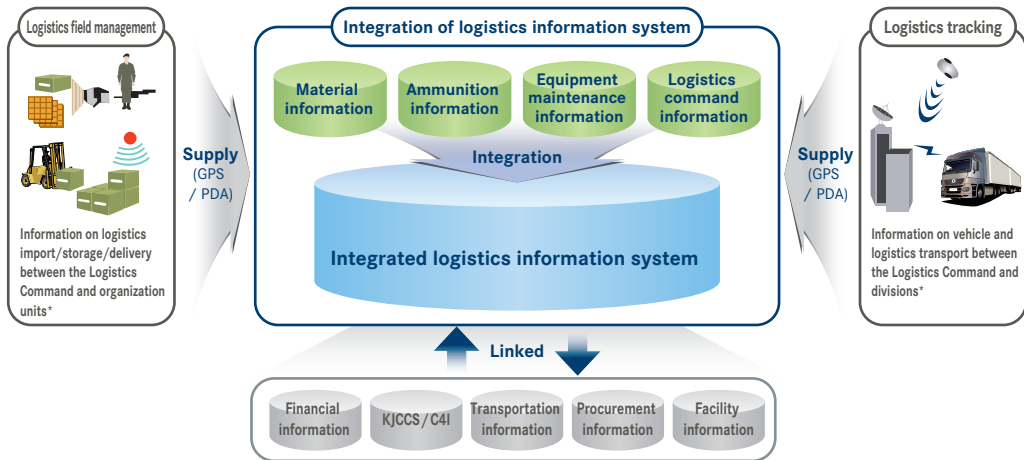 Logistics field management
Information on logistics
import/storage/delivery
between the Logistics
Command and organization
units*
Supply
(GPS
/ PDA)
Integration of logistics information system
Material
information
Ammunition
information
Equipment
maintenance
information
Logistics
command
information
Integration
Integrated logistics information system
Supply
(GPS
/ PDA)
Logistics tracking
Information on vehicle and
logistics transport between
the Logistics Command and
divisions*
Linked
Financial
information
KJCCS / C4I
Transportation
information
Procurement
information
Facility
information